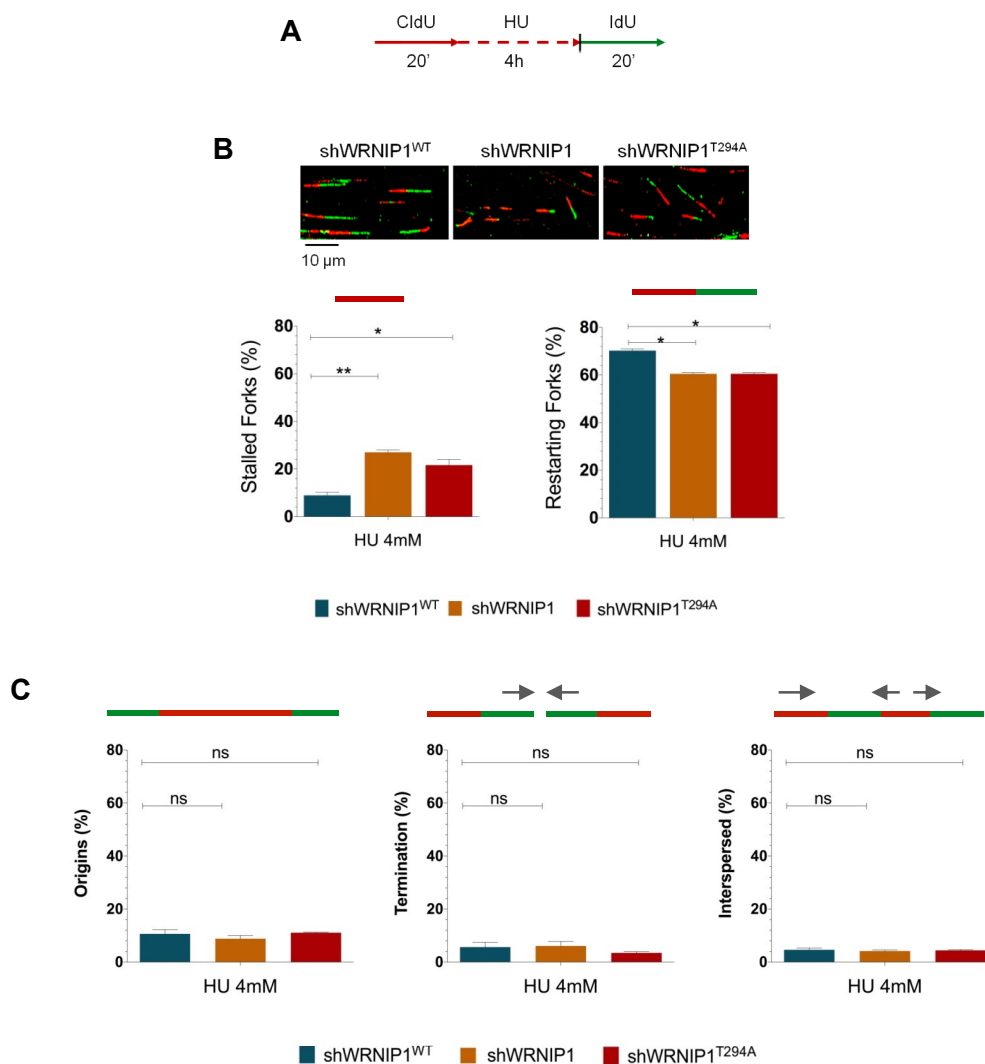 A
CldU HU IdU
20' 4h 20'
B
shWRNIP1WT shWRNIP1 shWRNIP1T294A
10 µm
80
60
40
20
0
Stalled Forks (%)
*
**
HU 4mM
80
60
40
20
0
Restarting Forks (%)
*
*
HU 4mM
shWRNIP1WT shWRNIP1 shWRNIP1T294A
C
80
60
40
20
0
Origins (%)
ns
ns
HU 4mM
80
60
40
20
0
Termination (%)
ns
ns
HU 4mM
80
60
40
20
0
Interspersed (%)
ns
ns
HU 4mM
shWRNIP1WT shWRNIP1 shWRNIP1T294A